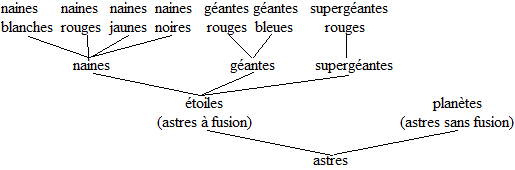 naines naines naines naines géantes géantes supergéantes
blanches rouges jaunes noires rouges bleues rouges
naines géantes supergéantes
étoiles planètes
(astres à fusion) (astres sans fusion)
astres